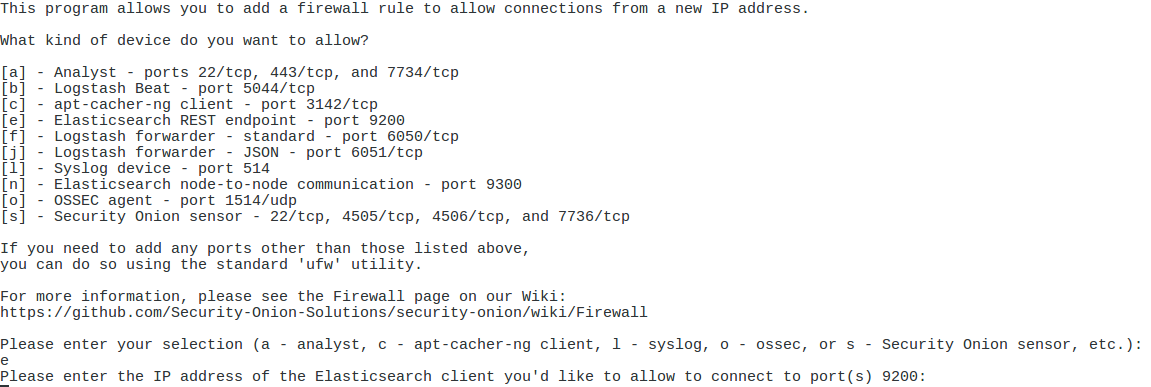 This program allows you to add a firewall rule to allow connections from a new IP address.
What kind of device do you want to allow?
[a] - Analyst - ports 22/tcp, 443/tcp, and 7734/tcp
[b] - Logstash Beat - port 5044/tcp
[c] - apt-cacher-ng client - port 3142/tcp
[e] - Elasticsearch REST endpoint - port 9200
[f] - Logstash forwarder - standard - port 6050/tcp
[j] - Logstash forwarder - JSON - port 6051/tcp
[l] - Syslog device - port 514
[n] - Elasticsearch node-to-node communication - port 9300
[o] - OSSEC agent - port 1514/udp
[s] - Security Onion sensor - 22/tcp, 4505/tcp, 4506/tcp, and 7736/tcp
If you need to add any ports other than those listed above,
you can do so using the standard 'ufw' utility.
For more information, please see the Firewall page on our Wiki:
https://github.com/Security-Onion-Solutions/security-onion/wiki/Firewall
Please enter your selection (a - analyst, c - apt-cacher-ng client, l - syslog, o - ossec, or s - Security Onion sensor, etc.):
e
Please enter the IP address of the Elasticsearch client you'd like to allow to connect to port(s) 9200: